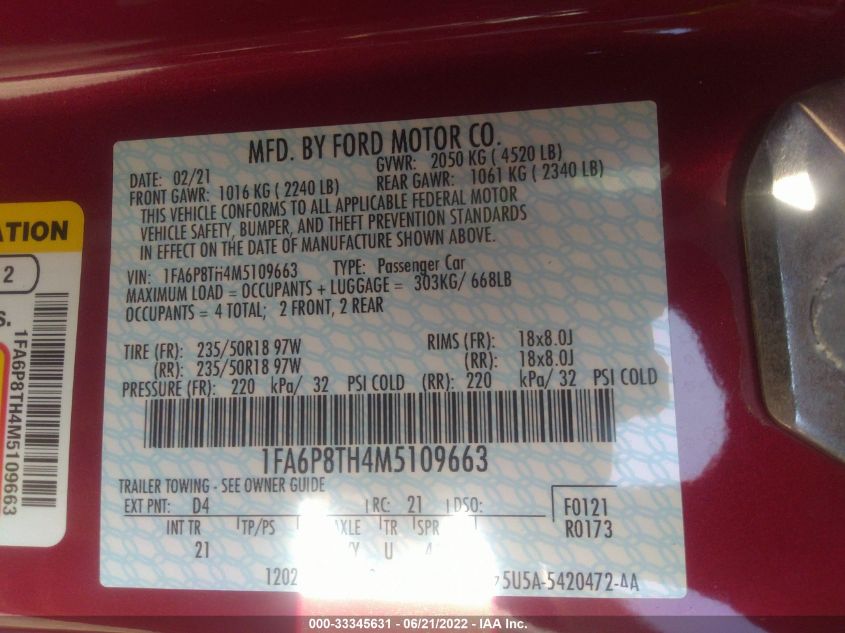 MFD. BY FORD MOTOR CO.
DATE: 02/21
GVWR: 2050 KG ( 4520 LB)
FRONT GAWR: 1016 KG ( 2240 LB)
REAR GAWR: 1061 KG ( 2340 LB)
THIS VEHICLE CONFORMS TO ALL APPLICABLE FEDERAL MOTOR
VEHICLE SAFETY, BUMPER, AND THEFT PREVENTION STANDARDS
IN EFFECT ON THE DATE OF MANUFACTURE SHOWN ABOVE.
VIN: 1FA6P8TH4M5109663 TYPE: Passenger Car
MAXIMUM LOAD = OCCUPANTS + LUGGAGE = 303KG/ 668LB
OCCUPANTS = 4 TOTAL; 2 FRONT, 2 REAR
TIRE (FR): 235/50R18 97W RIMS (FR): 18x8.0J
(RR): 235/50R18 97W (RR): 18x8.0J
PRESSURE (FR): 220 kPa/ 32 PSI COLD (RR): 220 kPa/ 32 PSI COLD
1FA6P8TH4M5109663
TRAILER TOWING - SEE OWNER GUIDE
EXT PNT: D4 RC: 21 DSO:
F0121
R0173
INT TR TP/PS AXLE TR SPR
21 U 4
1202
5U5A-5420472-AA
ATION
2
S.
1FA6P8TH4M5109663
000-33345631 - 06/21/2022 - IAA Inc.